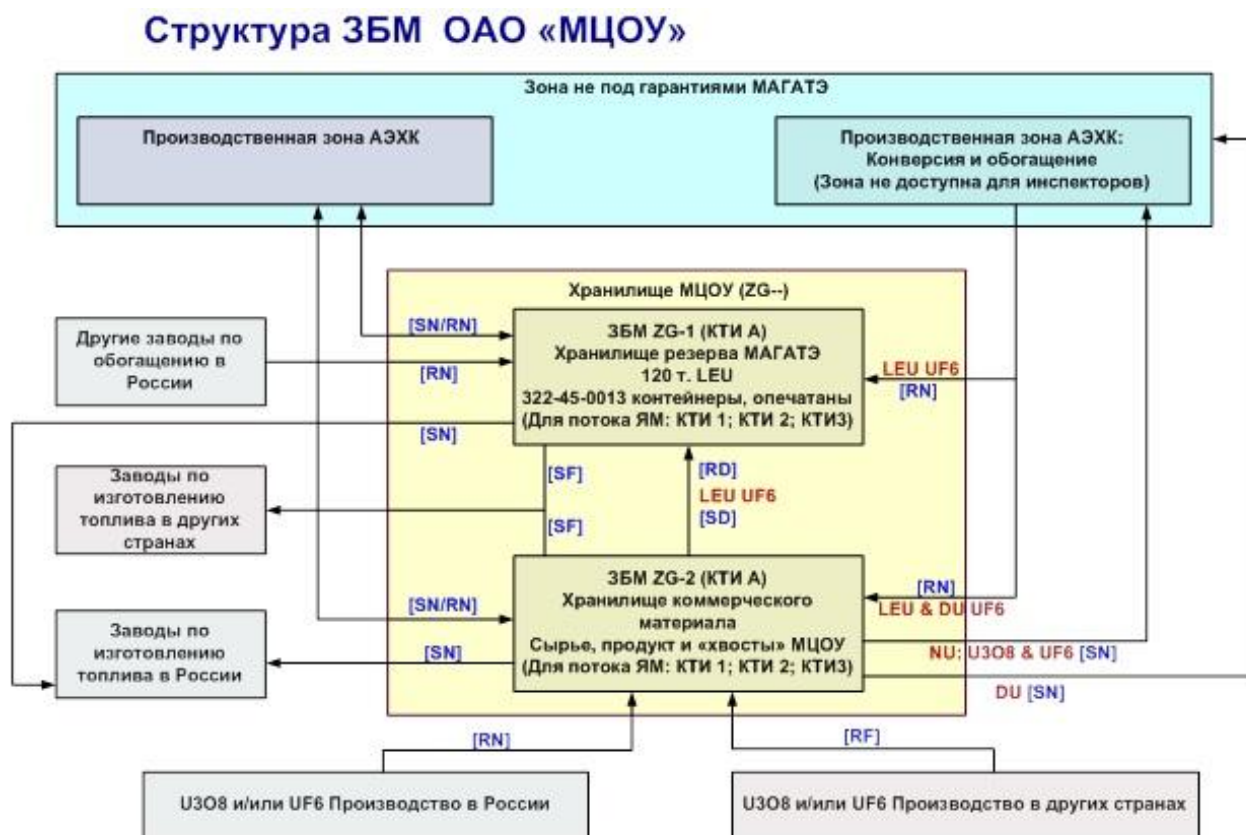 Структура ЗБМ ОАО «МЦОУ»
Зона не под гарантиями МАГАТЭ
Производственная зона АЭХК
Производственная зона АЭХК:
Конверсия и обогащение
(Зона не доступна для инспекторов)
Хранилище МЦОУ (ZG--)
Другие заводы по
обогащению в
России
[SN/RN]
[RN]
ЗБМ ZG-1 (КТИ А)
Хранилище резерва МАГАТЭ
120 т. LEU
322-45-0013 контейнеры, опечатаны
(Для потока ЯМ: КТИ 1; КТИ 2; КТИ3)
LEU UF6
[RN]
[SN]
[SF]
[SF]
[RD]
LEU UF6
[SD]
Заводы по
изготовлению
топлива в других
странах
[SN/RN]
[SN]
ЗБМ ZG-2 (КТИ А)
Хранилище коммерческого
материала
Сырье, продукт и «хвосты» МЦОУ
(Для потока ЯМ: КТИ 1; КТИ 2; КТИ3)
[RN]
LEU & DU UF6
NU: U3O8 & UF6 [SN]
DU [SN]
Заводы по
изготовлению
топлива в России
[RN]
[RF]
U3O8 и/или UF6 Производство в России
U3O8 и/или UF6 Производство в других странах